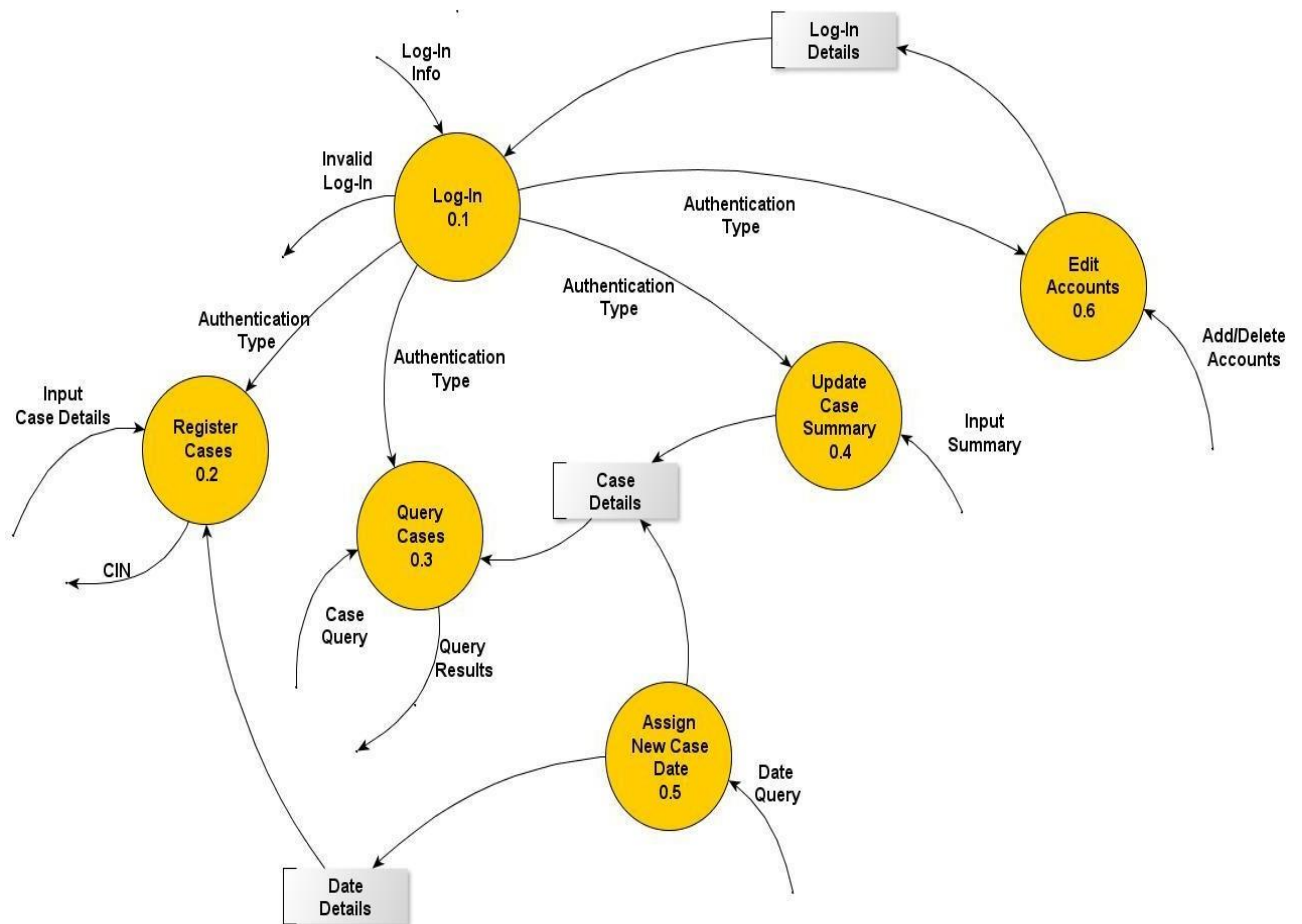 Log-In
Details
Log-In
Info
Invalid
Log-In
Log-In
0.1
Authentication
Type
Edit
Accounts
0.6
Authentication
Type
Authentication
Type
Authentication
Type
Add/Delete
Accounts
Input
Case Details
Register
Cases
0.2
Update
Case
Summary
0.4
Input
Summary
Case
Details
Query
Cases
0.3
CIN
Case
Query
Query
Results
Assign
New Case
Date
0.5
Date
Query
Date
Details